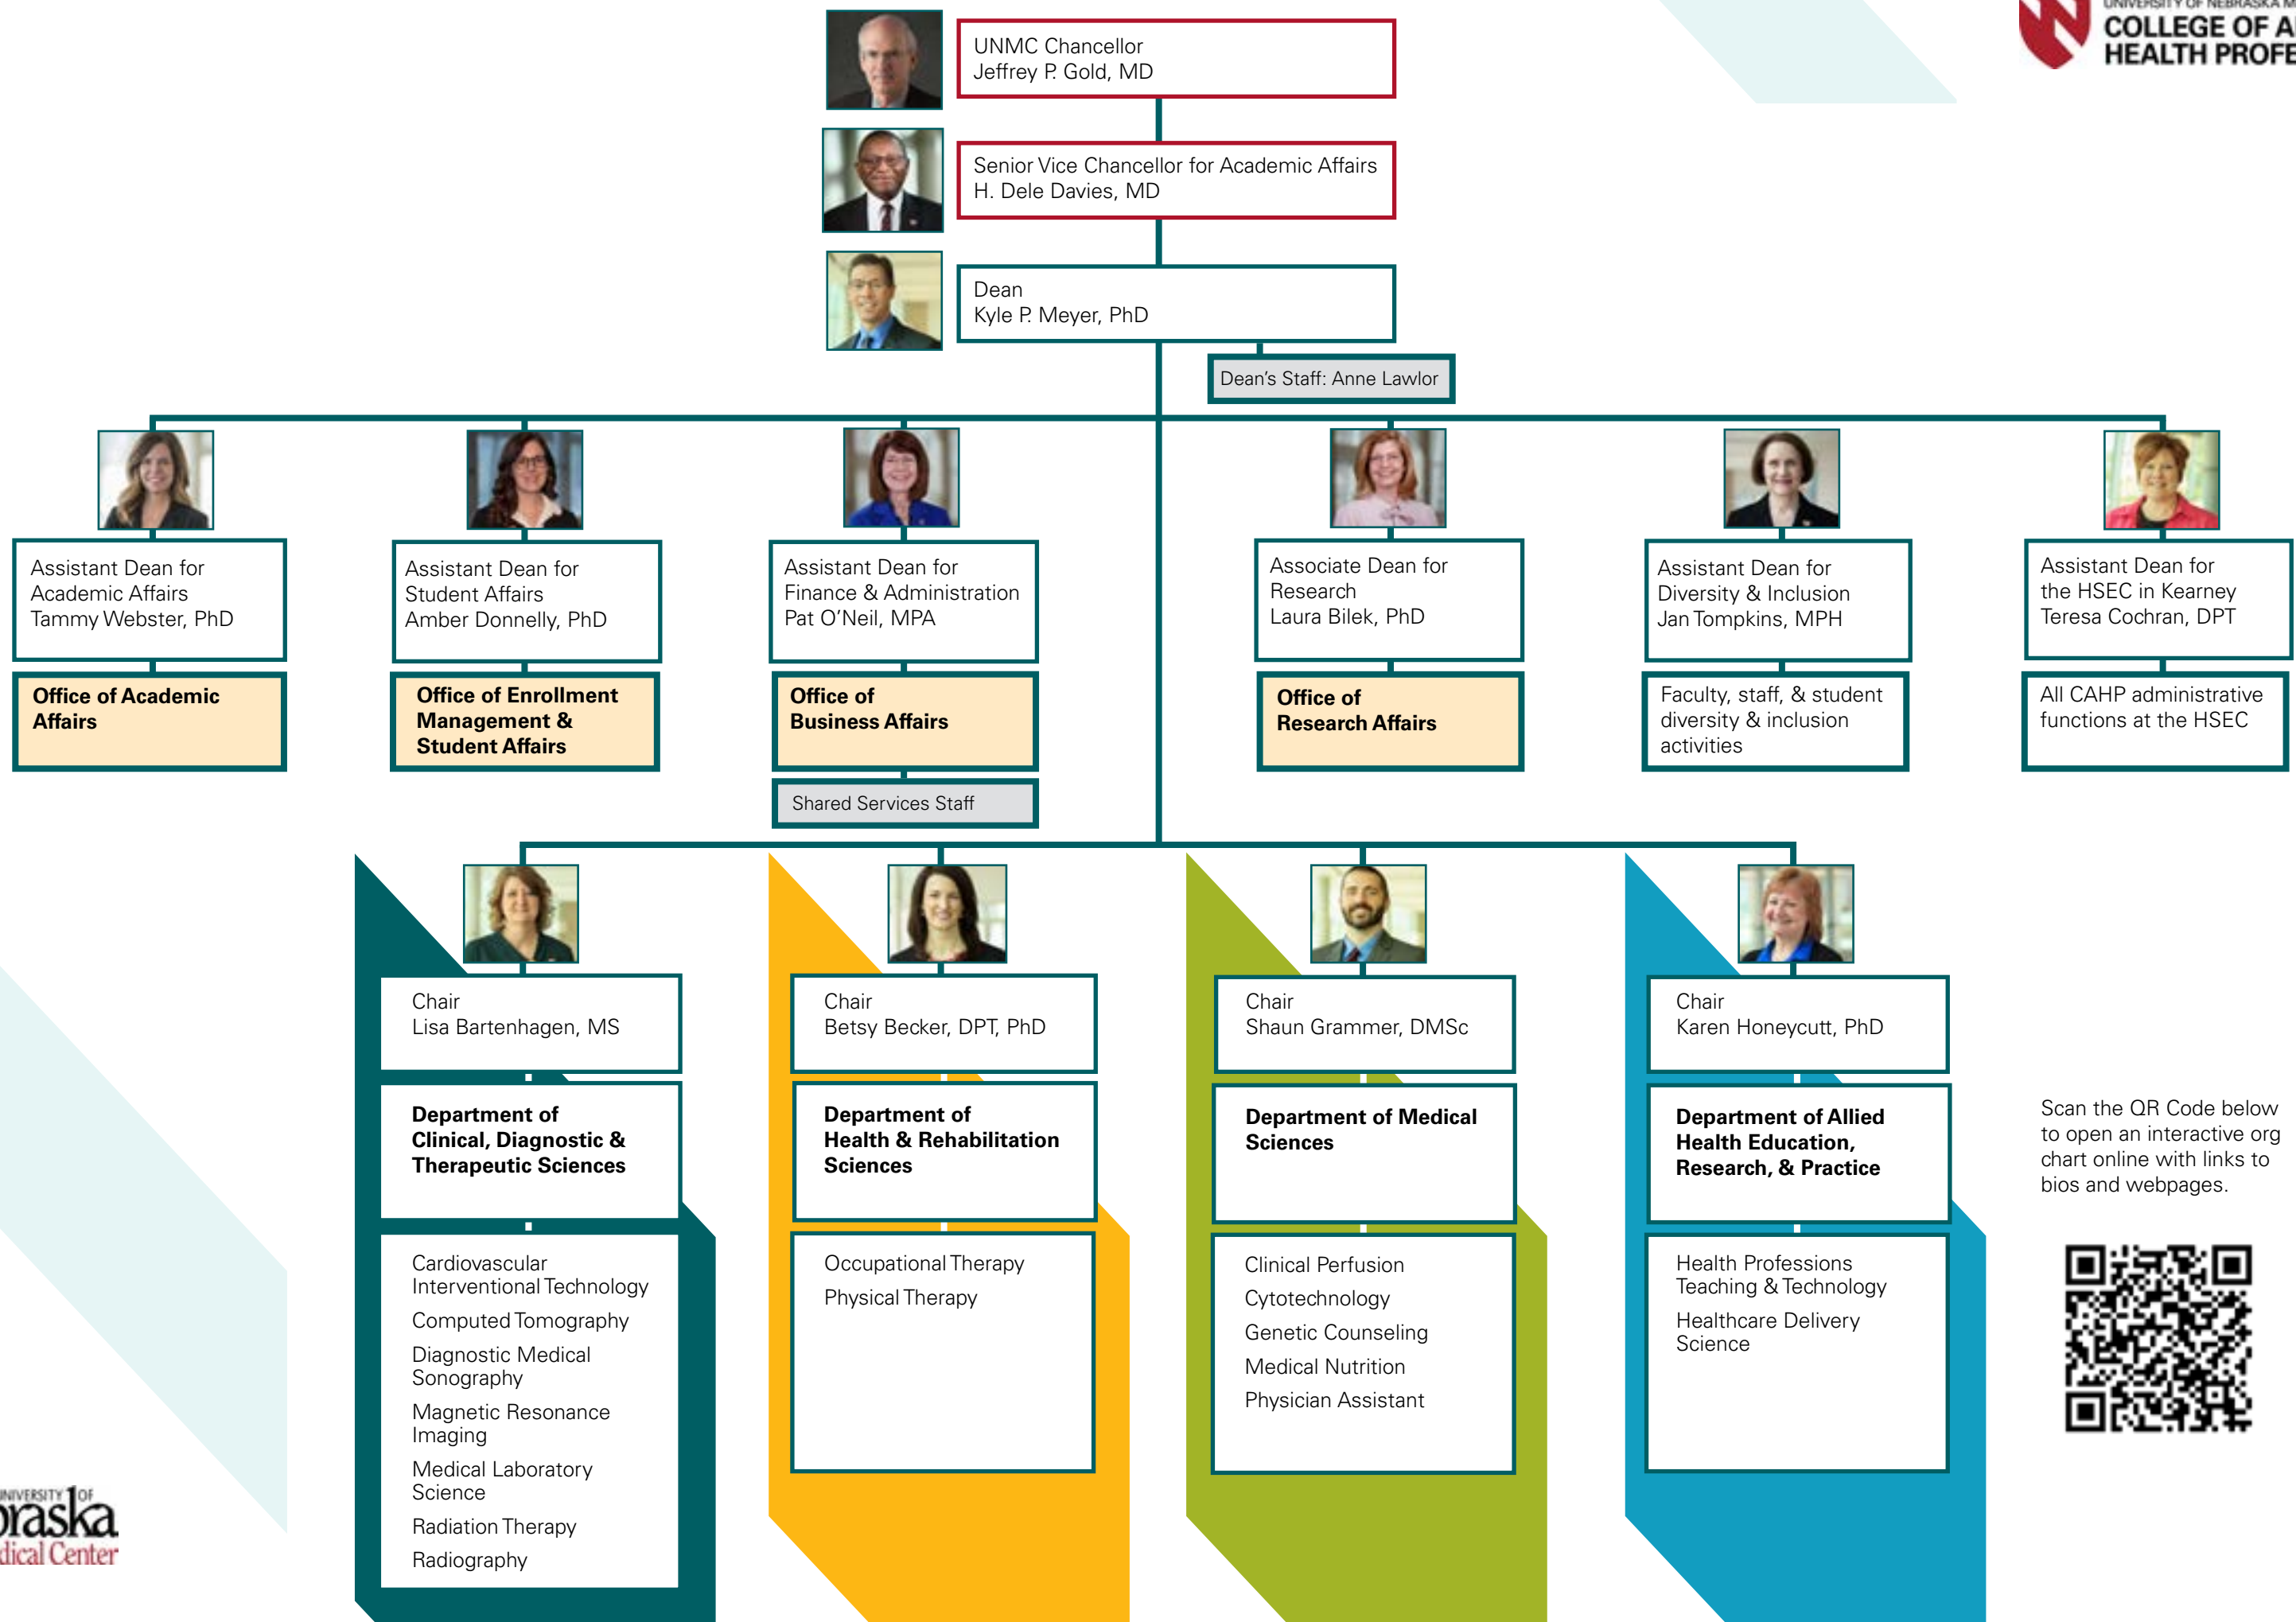 UNIVERSITY OF NEBRASKA
COLLEGE OF
HEALTH
UNMC Chancellor
Jeffrey P. Gold, MD
Senior Vice Chancellor for Academic Affairs
H. Dele Davies, MD
Dean
Kyle P. Meyer, PhD
Dean's Staff: Anne Lawlor
Assistant Dean for
Academic Affairs
Tammy Webster, PhD
Office of Academic
Affairs
Assistant Dean for
Student Affairs
Amber Donnelly, PhD
Office of Enrollment
Management &
Student Affairs
Assistant Dean for
Finance & Administration
Pat O'Neil, MPA
Office of
Business Affairs
Shared Services Staff
Associate Dean for
Research
Laura Bilek, PhD
Office of
Research Affairs
Assistant Dean for
Diversity & Inclusion
Jan Tompkins, MPH
Faculty, staff, & student
diversity & inclusion
activities
Assistant Dean for
the HSEC in Kearney
Teresa Cochran, DPT
All CAHP administrative
functions at the HSEC
Chair
Lisa Bartenhagen, MS
Department of
Clinical, Diagnostic &
Therapeutic Sciences
Cardiovascular
Interventional Technology
Computed Tomography
Diagnostic Medical
Sonography
Magnetic Resonance
Imaging
Medical Laboratory
Science
Radiation Therapy
Radiography
Chair
Betsy Becker, DPT, PhD
Department of
Health & Rehabilitation
Sciences
Occupational Therapy
Physical Therapy
Chair
Shaun Grammer, DMSc
Department of Medical
Sciences
Clinical Perfusion
Cytotechnology
Genetic Counseling
Medical Nutrition
Physician Assistant
Chair
Karen Honeycutt, PhD
Department of Allied
Health Education,
Research, & Practice
Health Professions
Teaching & Technology
Healthcare Delivery
Science
Scan the QR Code below
to open an interactive org
chart online with links to
bios and webpages.
OF
Center